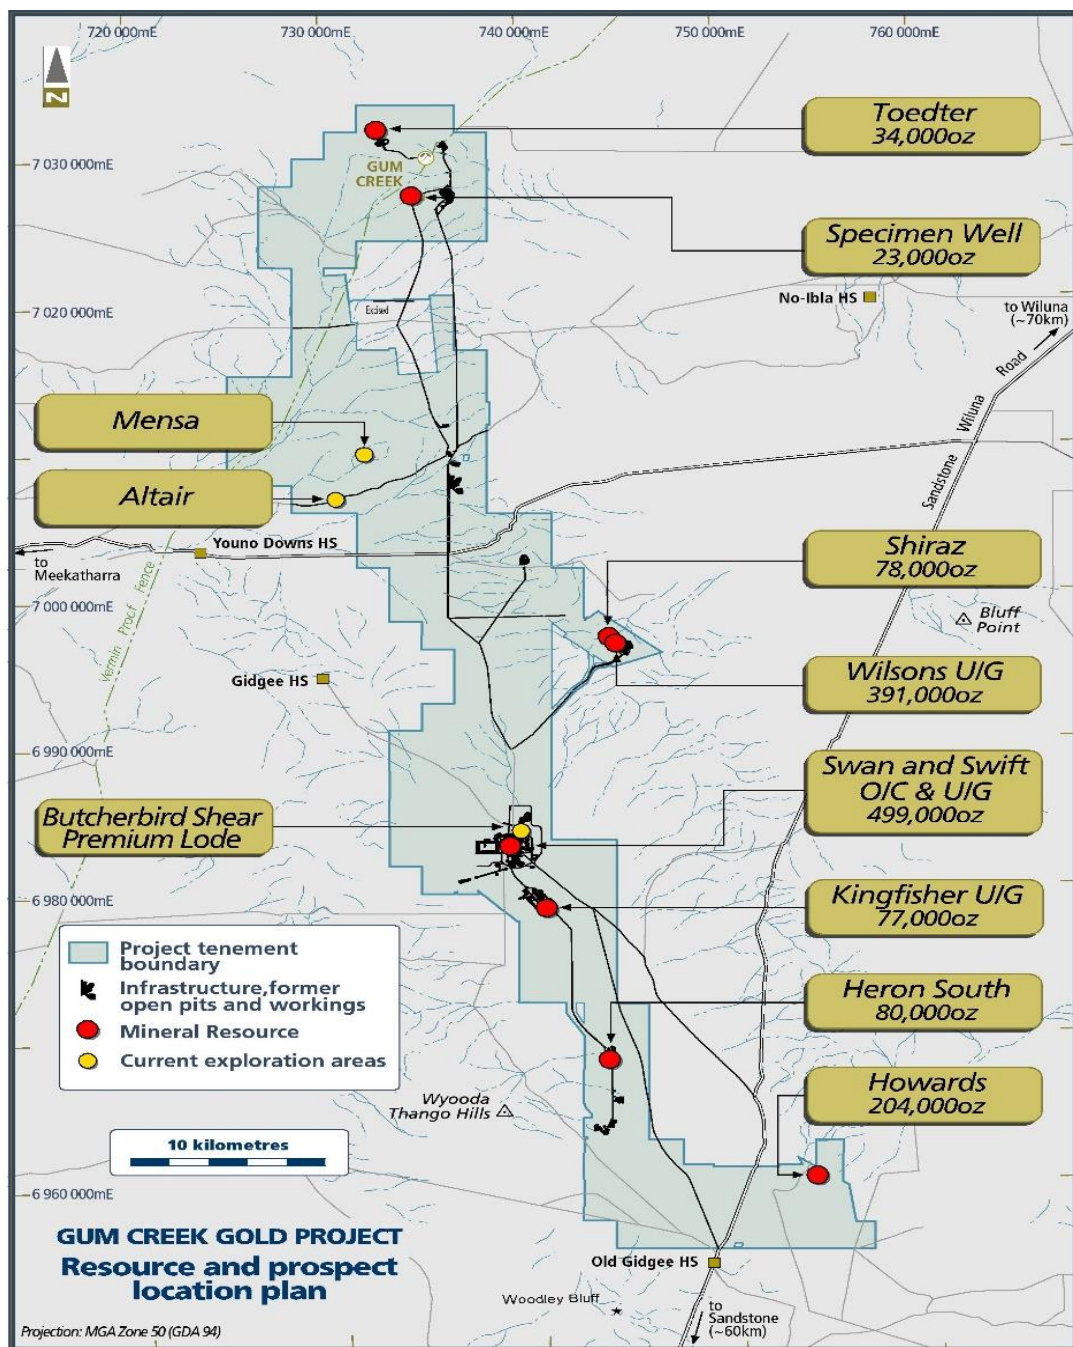 720 000mE
730 000mE
740 000mE
750 000mE
760 000mE
N
Toedter
34,000oz
7 030 000mE
GUM
CREEK
Specimen Well
23,000oz
No-Ibla HS
to Wiluna
(~70km)
7 020 000mE
Excised
Road
Wiluna
Sandstone
Mensa
Altair
Youno Downs HS
to
Meekatharra
Shiraz
78,000oz
7 000 000mE
Vermin Proof Fence
Bluff
Point
Gidgee HS
Wilsons U/G
391,000oz
6 990 000mE
Swan and Swift
O/C & U/G
499,000oz
Butcherbird Shear
Premium Lode
6 980 000mE
Kingfisher U/G
77,000oz
Project tenement
boundary
Infrastructure,former
open pits and workings
Mineral Resource
Current exploration areas
Heron South
80,000oz
Wyooda
Thango Hills
Howards
204,000oz
10 kilometres
6 960 000mE
GUM CREEK GOLD PROJECT
Resource and prospect
location plan
Old Gidgee HS
Woodley Bluff
to
Sandstone
(~60km)
Projection: MGA Zone 50 (GDA 94)